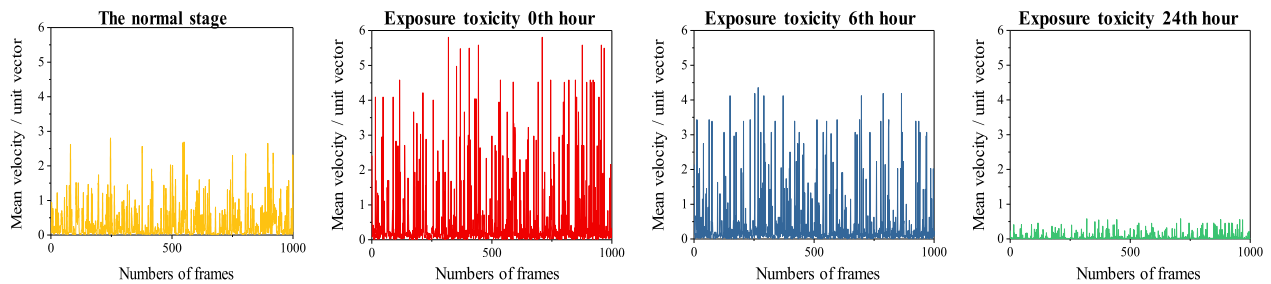 The normal stage
Mean velocity / unit vector
6
5
4
3
2
1
0
0 500 1000
Numbers of frames
Exposure toxicity 0th hour
Mean velocity / unit vector
6
5
4
3
2
1
0
0 500 1000
Numbers of frames
Exposure toxicity 6th hour
Mean velocity / unit vector
6
5
4
3
2
1
0
0 500 1000
Numbers of frames
Exposure toxicity 24th hour
Mean velocity / unit vector
6
5
4
3
2
1
0
0 500 1000
Numbers of frames